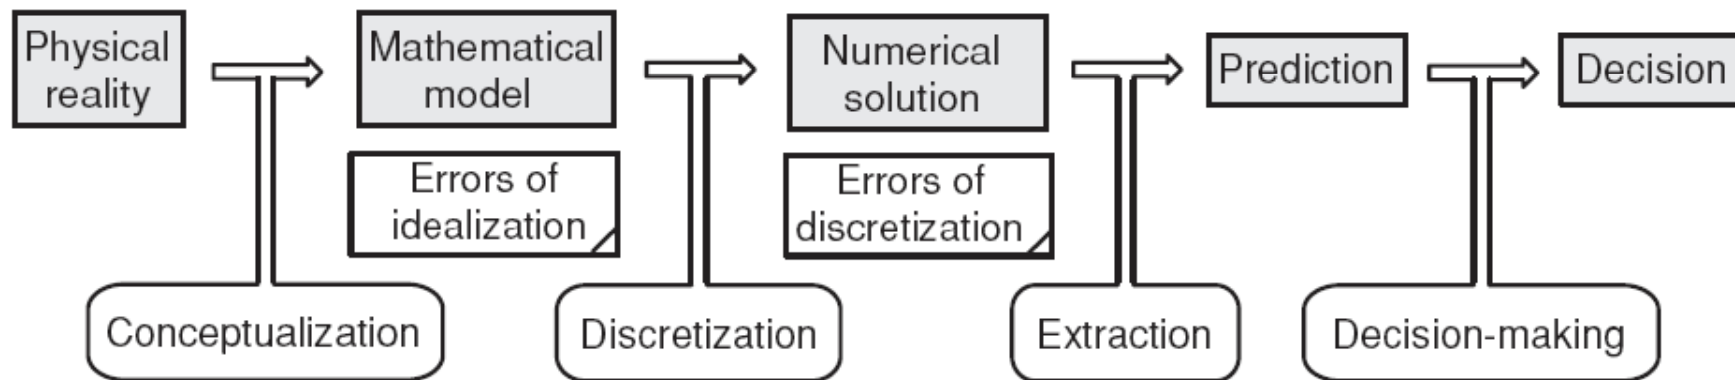 Physical
reality
Mathematical
model
Numerical
solution
Prediction
Decision
Errors of
idealization
Errors of
discretization
Conceptualization
Discretization
Extraction
Decision-making